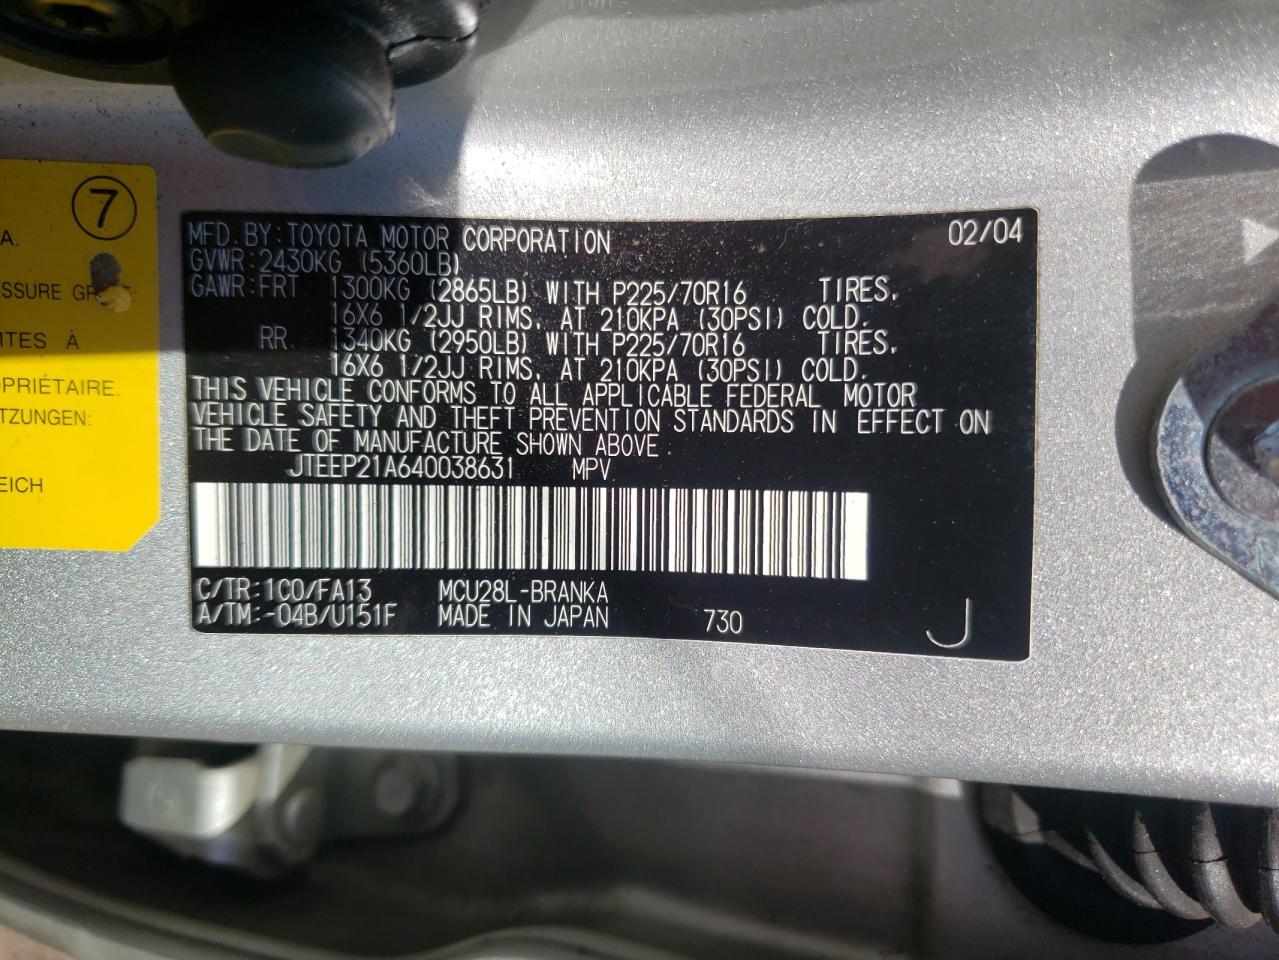 7
A.
SSURE GR
ITES À
OPRIÉTAIRE.
TZUNGEN:
EICH
MFD. BY: TOYOTA MOTOR CORPORATION 02/04
GVWR: 2430KG (5360LB)
GAWR: FRT 1300KG (2865LB) WITH P225/70R16 TIRES,
16X6 1/2JJ RIMS, AT 210KPA (30PSI) COLD.
RR 1340KG (2950LB) WITH P225/70R16 TIRES,
16X6 1/2JJ RIMS, AT 210KPA (30PSI) COLD.
THIS VEHICLE CONFORMS TO ALL APPLICABLE FEDERAL MOTOR
VEHICLE SAFETY AND THEFT PREVENTION STANDARDS IN EFFECT ON
THE DATE OF MANUFACTURE SHOWN ABOVE.
JTEEP21A640038631 MPV
C/TR: 1C0/FA13 MCU28L-BRANKA
A/TM: -04B/U151F MADE IN JAPAN 730 J